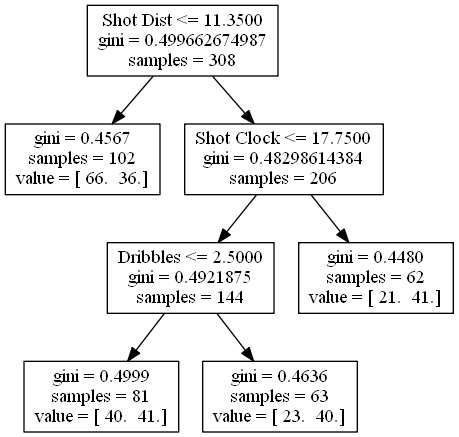 Shot Dist <= 11.3500
gini = 0.499662674987
samples = 308
gini = 0.4567
samples = 102
value = [ 66.  36.]
Shot Clock <= 17.7500
gini = 0.48298614384
samples = 206
Dribbles <= 2.5000
gini = 0.4921875
samples = 144
gini = 0.4480
samples = 62
value = [ 21.  41.]
gini = 0.4999
samples = 81
value = [ 40.  41.]
gini = 0.4636
samples = 63
value = [ 23.  40.]